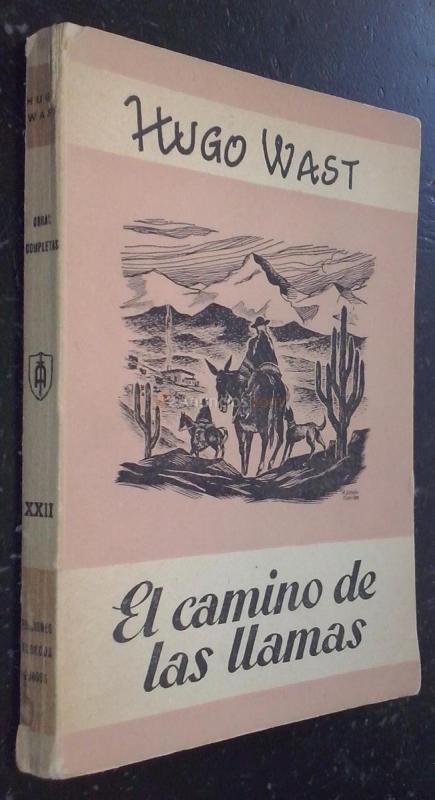 HUGO WAST
El camino de
las llamas
HUGO
WAST
OBRAS
COMPLETAS
XXII